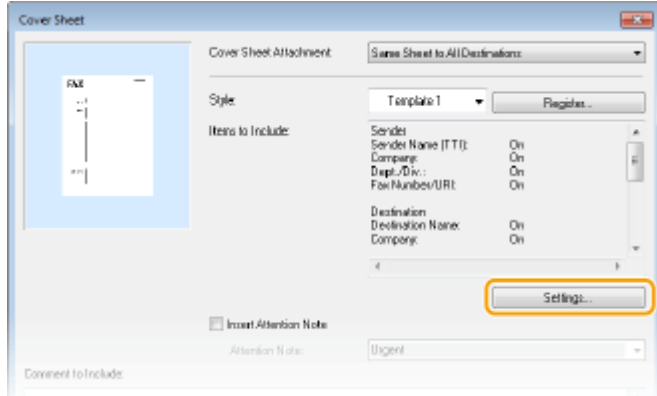 Cover Sheet
Cover Sheet Attachment: Same Sheet to All Destinations
FAX
Style: Template 1 Register...
Items to Include: Sender
Sender Name (TTI): On
Company: On
Dept./Div.: On
Fax Number/URI: On
Destination
Destination Name: On
Company: On
Settings...
Insert Attention Note
Attention Note: Urgent
Comment to Include: